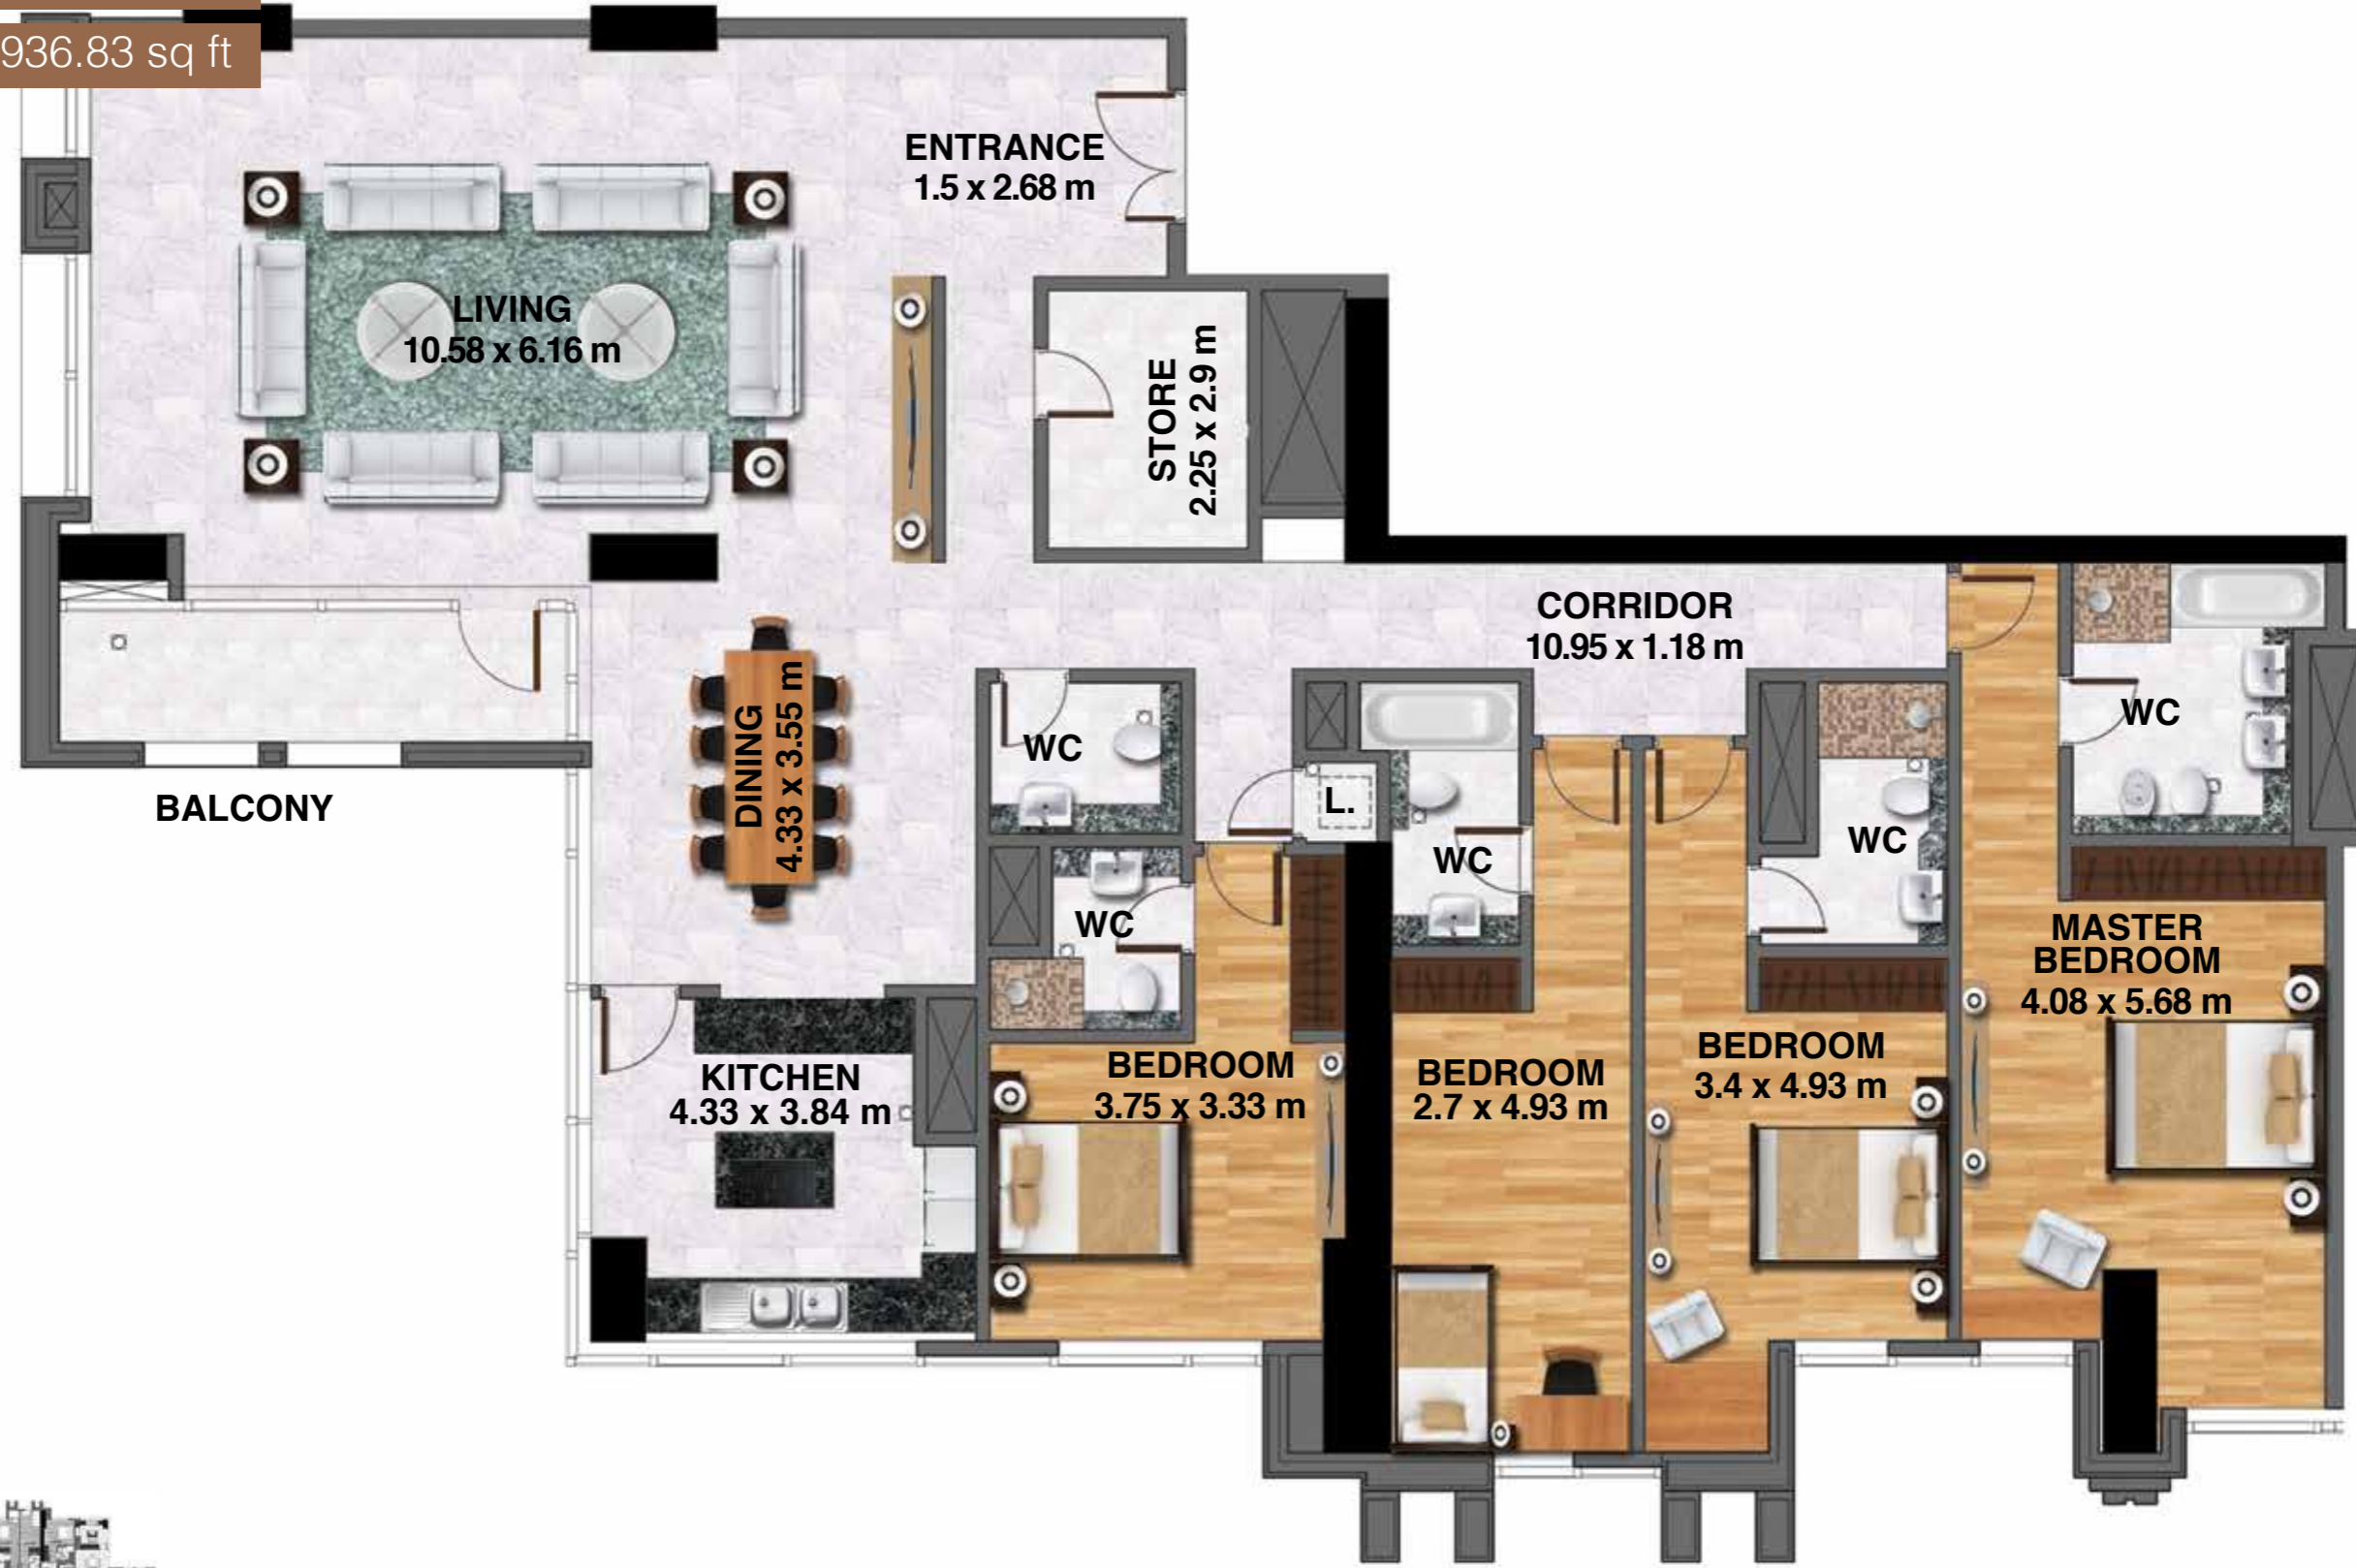 936.83 sq ft
ENTRANCE
1.5 x 2.68 m
LIVING
10.58 x 6.16 m
STORE
2.25 x 2.9 m
CORRIDOR
10.95 x 1.18 m
DINING
4.33 x 3.55 m
BALCONY
WC
L.
WC
WC
WC
WC
MASTER
BEDROOM
4.08 x 5.68 m
KITCHEN
4.33 x 3.84 m
BEDROOM
3.75 x 3.33 m
BEDROOM
2.7 x 4.93 m
BEDROOM
3.4 x 4.93 m